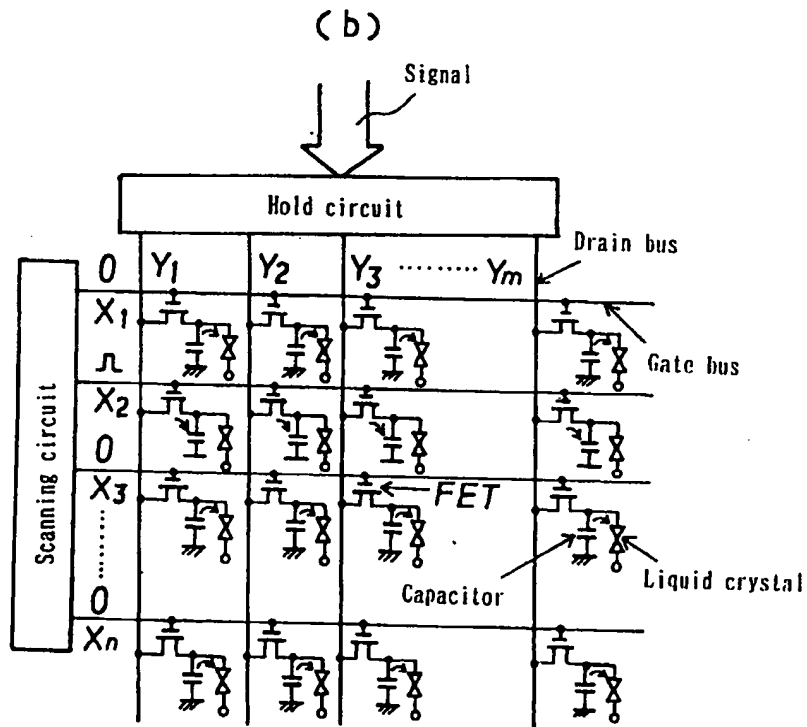 (b)
Signal
Hold circuit
Drain bus
0 Y1 Y2 Y3 ········· Ym
X1
Gate bus
X2
Scanning circuit
0
X3
FET
Capacitor
Liquid crystal
0
Xn